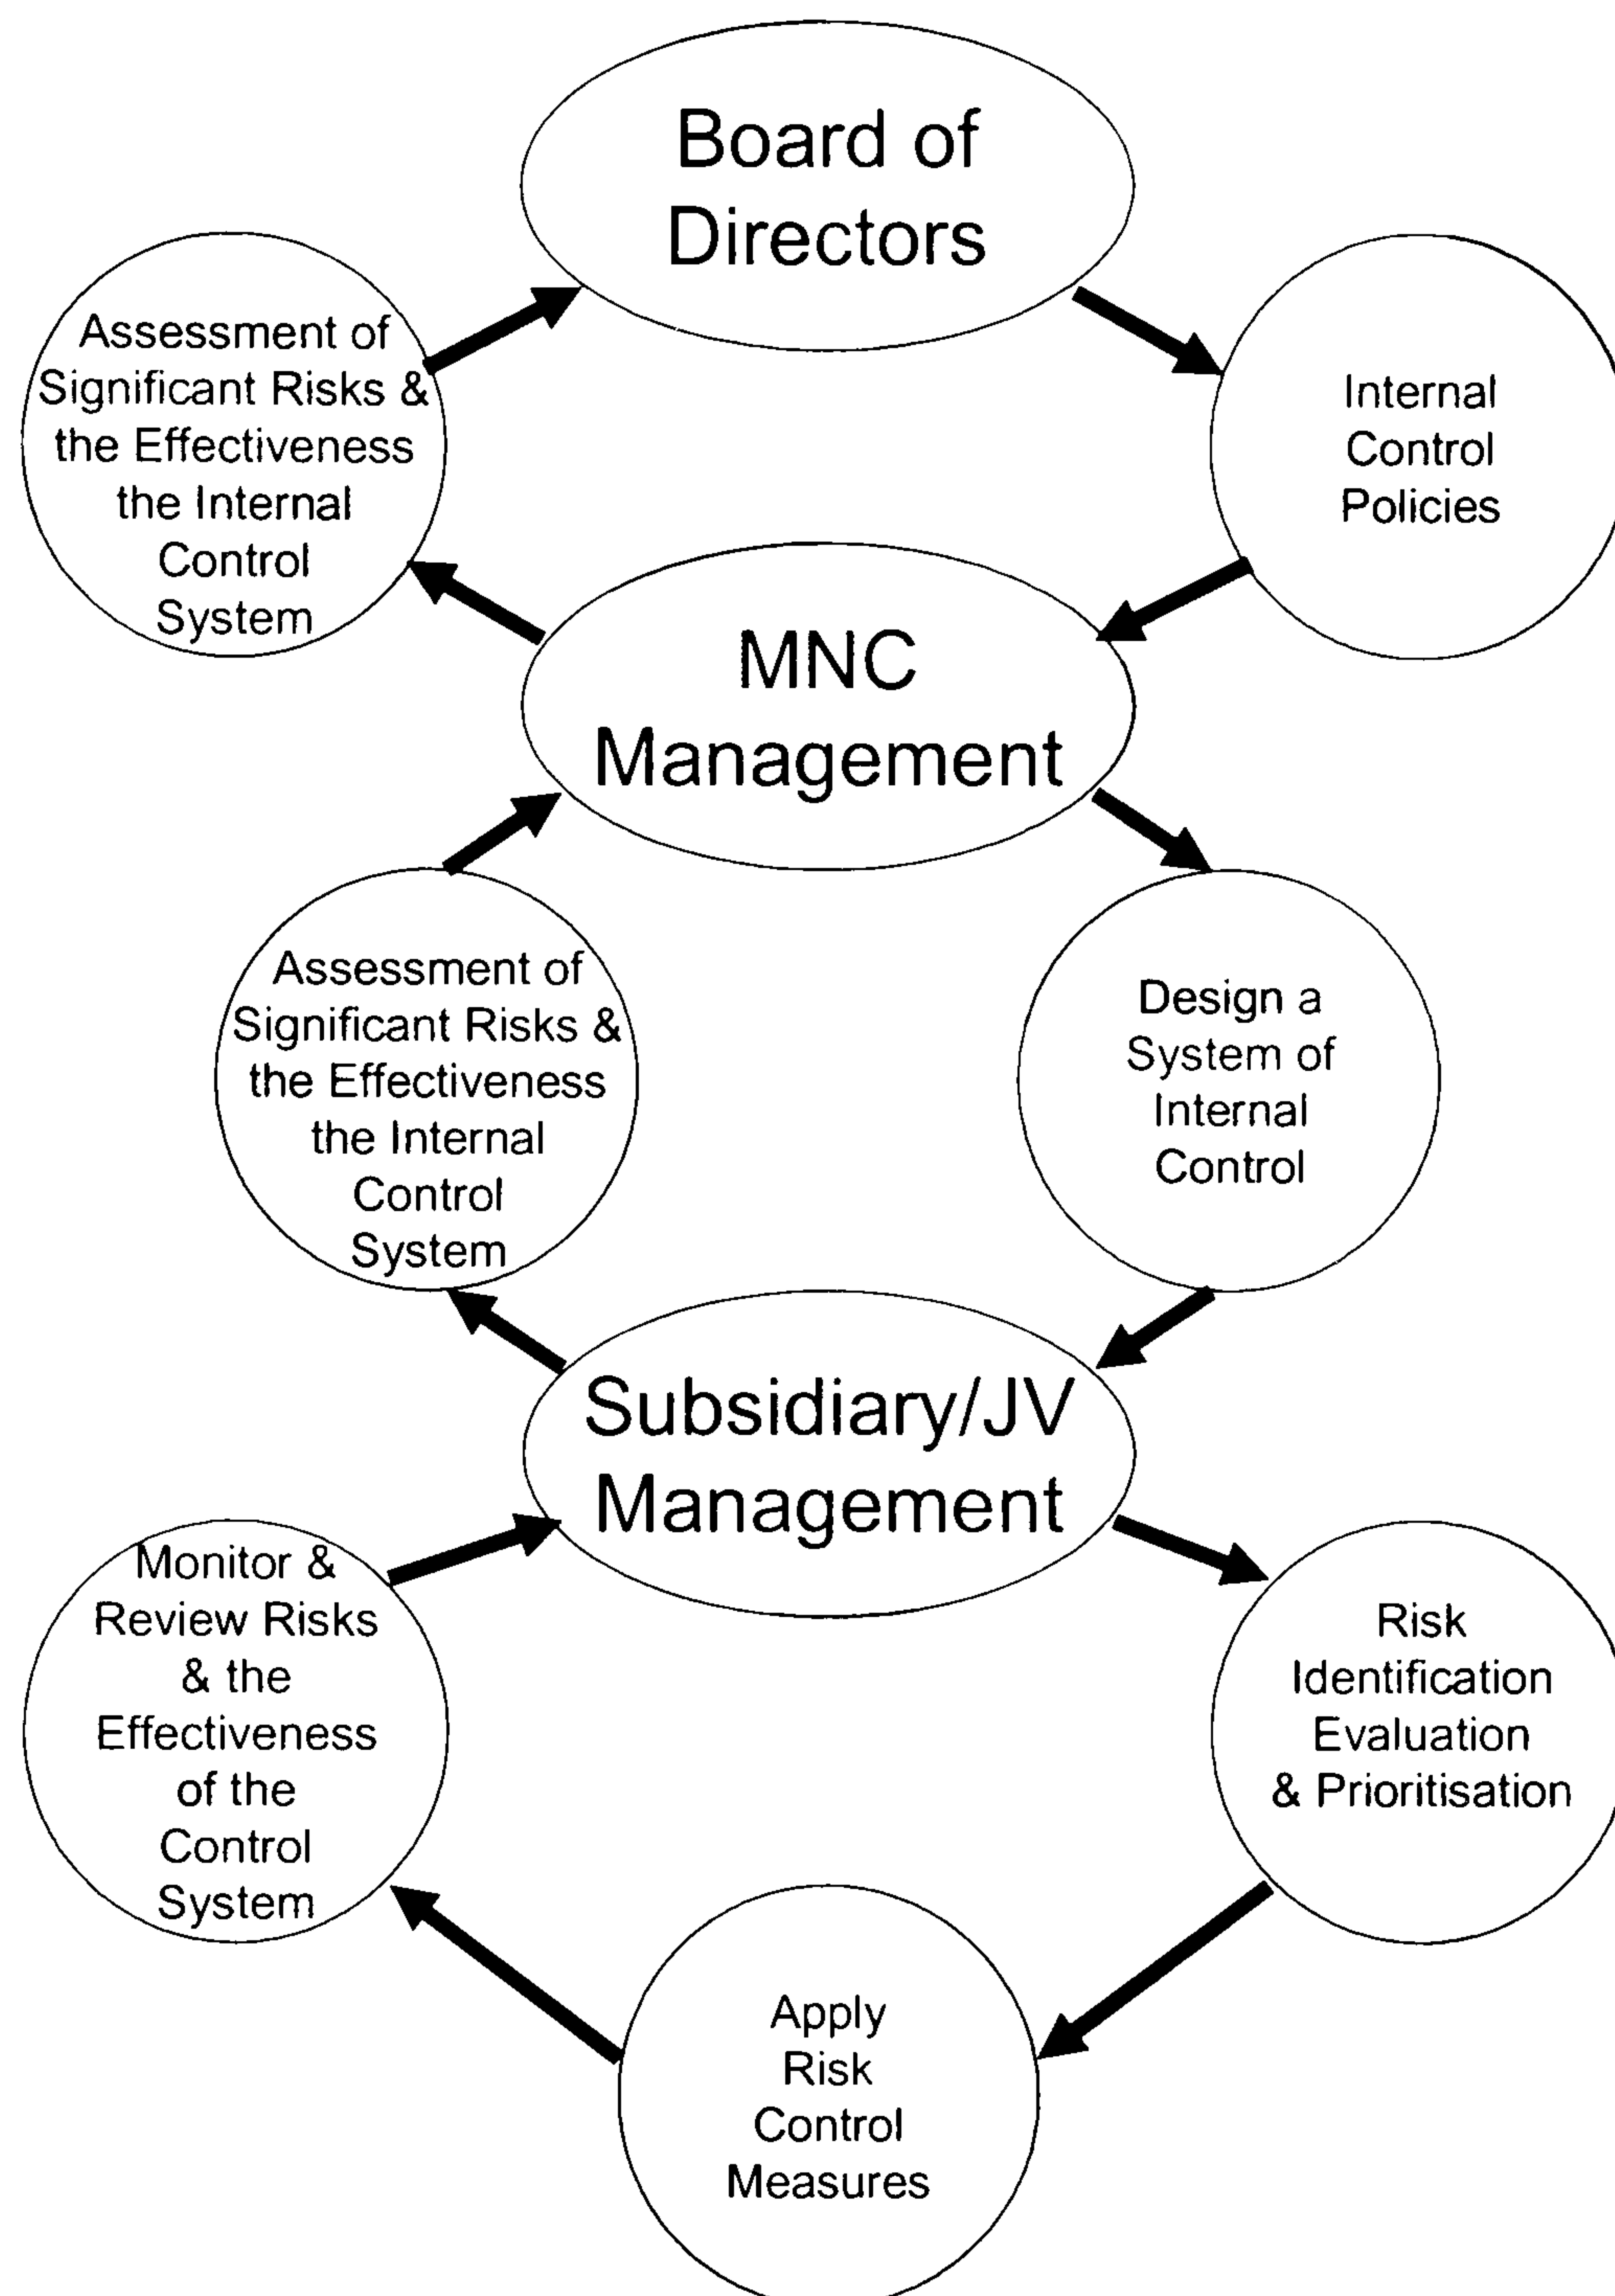 Board of
Directors
Assessment of
Significant Risks &
the Effectiveness
the Internal
Control
System
Internal
Control
Policies
MNC
Management
Assessment of
Significant Risks &
the Effectiveness
the Internal
Control
System
Design a
System of
Internal
Control
Subsidiary/JV
Management
Monitor &
Review Risks
& the
Effectiveness
of the
Control
System
Risk
Identification
Evaluation
& Prioritisation
Apply
Risk
Control
Measures